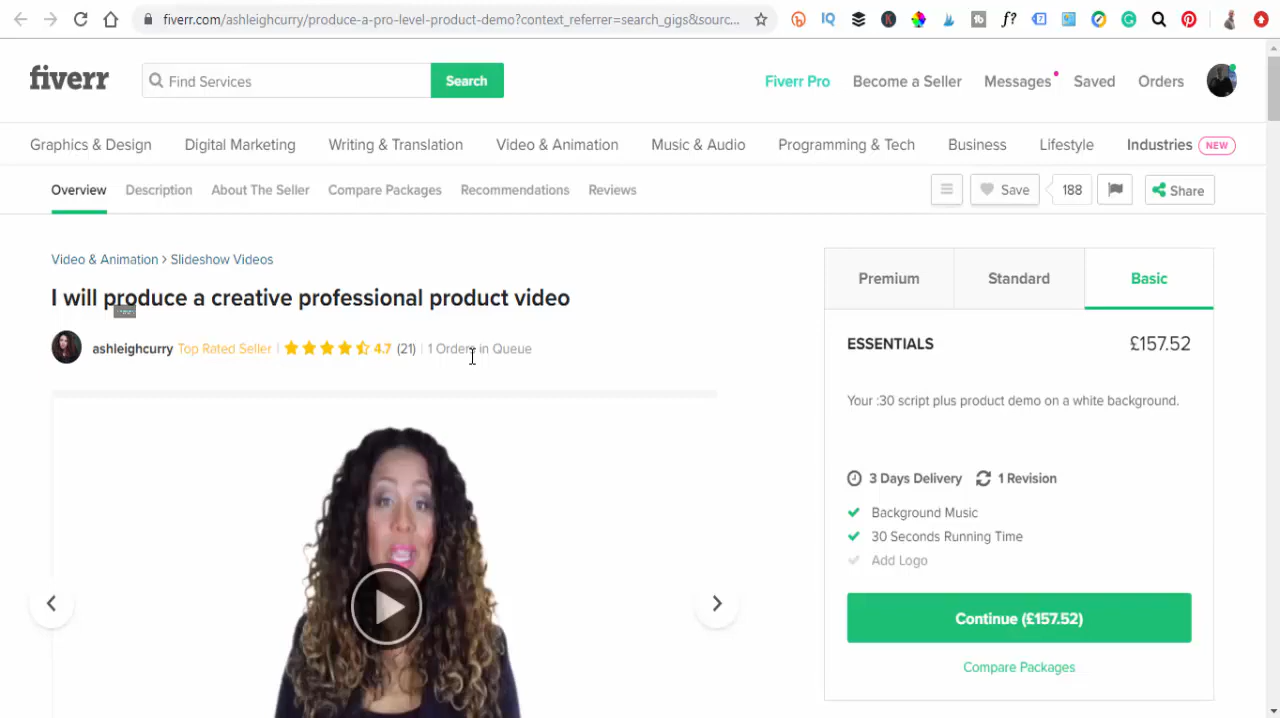 fiverr.com/ashleighcurry/produce-a-pro-level-product-demo?context_referrer=search_gigs&sourc...
fiverr
Find Services
Search
Fiverr Pro
Become a Seller
Messages
Saved
Orders
Graphics & Design
Digital Marketing
Writing & Translation
Video & Animation
Music & Audio
Programming & Tech
Business
Lifestyle
Industries NEW
Overview
Description
About The Seller
Compare Packages
Recommendations
Reviews
Save
188
Share
Video & Animation > Slideshow Videos
I will produce a creative professional product video
ashleighcurry Top Rated Seller 4.7 (21) 1 Orders in Queue
Premium
Standard
Basic
ESSENTIALS £157.52
Your :30 script plus product demo on a white background.
3 Days Delivery 1 Revision
Background Music
30 Seconds Running Time
Add Logo
Continue (£157.52)
Compare Packages